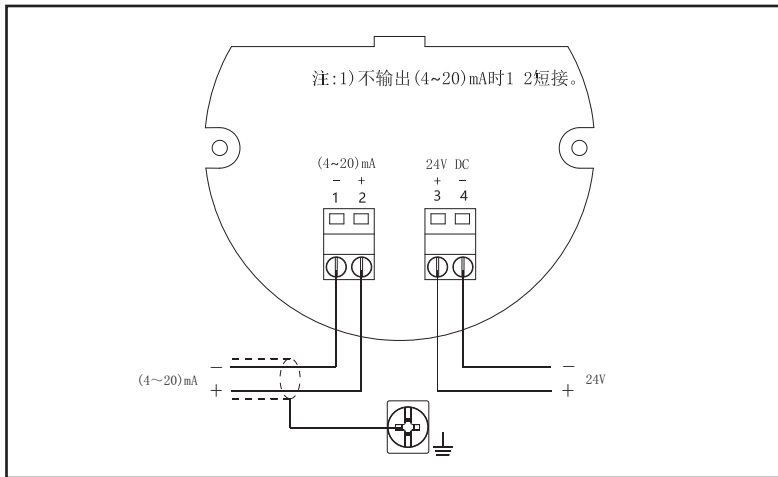 注:1)不输出(4~20)mA时1 2短接。
(4~20)mA 24V DC
- + + -
1 2 3 4
(4～20)mA - - 24V
+ +